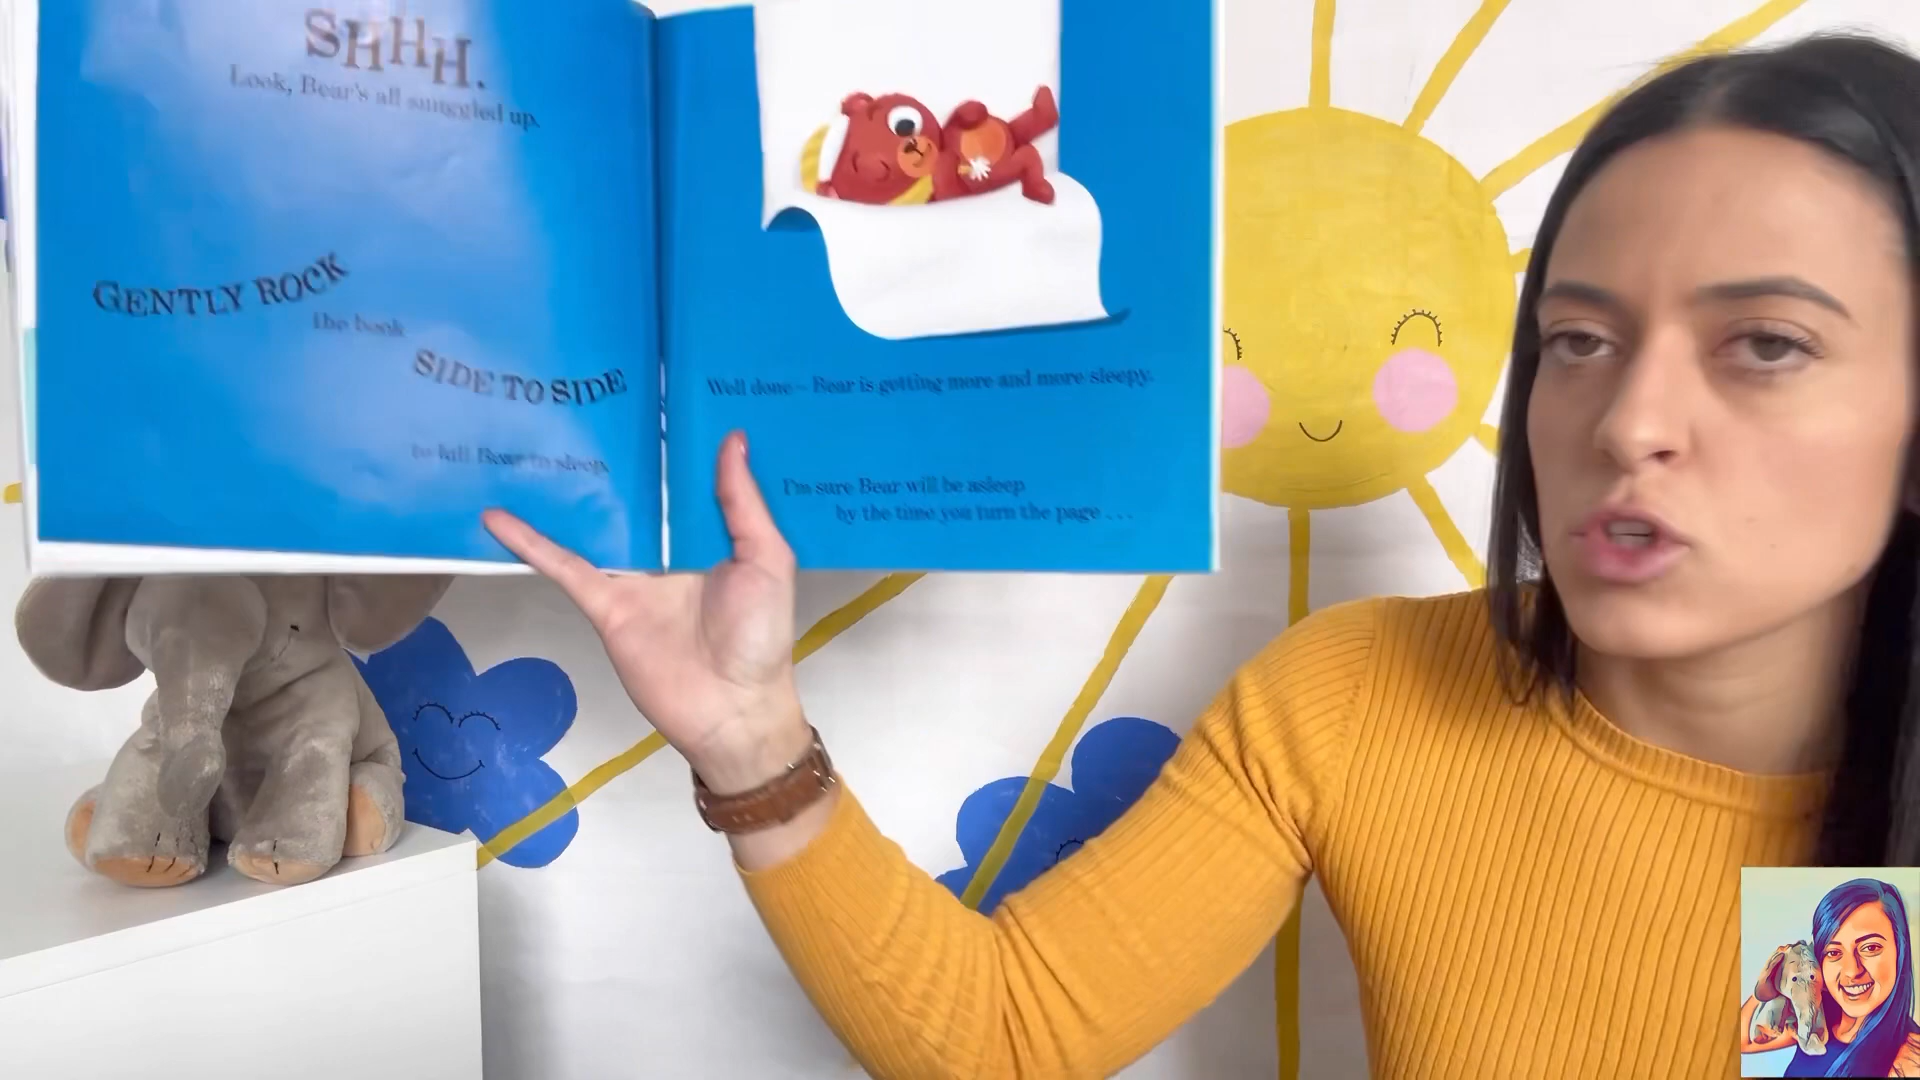 SHHH.
Look, Bear's all snuggled up.
GENTLY ROCK
the book
SIDE TO SIDE
to lull Bear to sleep.
Well done – Bear is getting more and more sleepy.
I'm sure Bear will be asleep
by the time you turn the page . . .